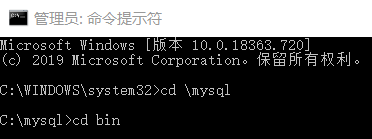 管理员: 命令提示符
Microsoft Windows [版本 10.0.18363.720]
(c) 2019 Microsoft Corporation。保留所有权利。
C:\WINDOWS\system32>cd \mysql
C:\mysql>cd bin